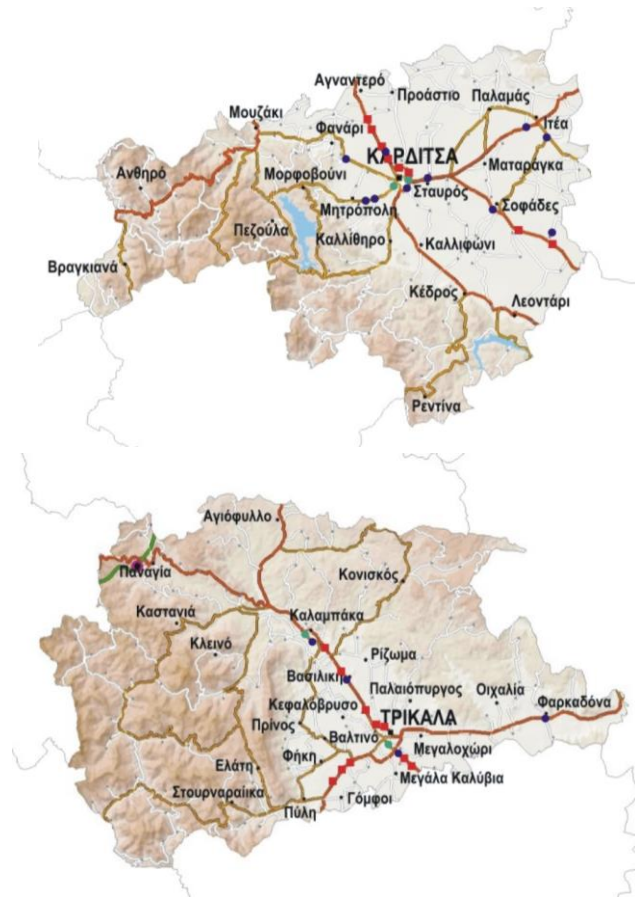 Αγναντερό
Προάστιο
Παλαμάς
Μουζάκι
Φανάρι
Ιτέα
ΚΑΡΔΙΤΣΑ
Ανθηρό
Μορφοβούνι
Ματαράγκα
Σταυρός
Μητρόπολη
Σοφάδες
Πεζούλα
Καλλίθηρο
Καλλιφώνι
Βραγκιανά
Κέδρος
Λεοντάρι
Ρεντίνα
Αγιόφυλλο
Παναγία
Κονισκός
Καστανιά
Καλαμπάκα
Κλεινό
Ρίζωμα
Βασιλική
Παλαιόπυργος
Οιχαλία
Φαρκαδόνα
Κεφαλόβρυσο
ΤΡΙΚΑΛΑ
Πρίνος
Βαλτινό
Μεγαλοχώρι
Φήκη
Ελάτη
Μεγάλα Καλύβια
Στουρναραίικα
Γόμφοι
Πύλη